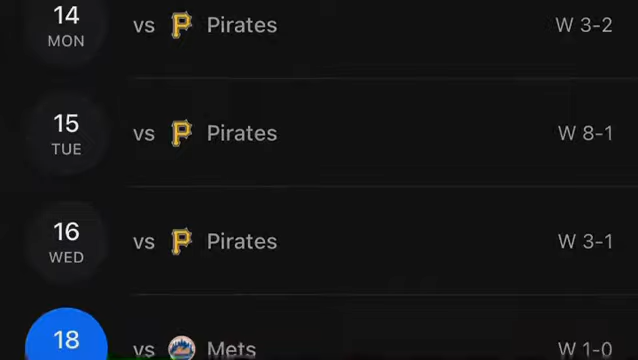 14
MON
vs P Pirates W 3-2
15
TUE
vs P Pirates W 8-1
16
WED
vs P Pirates W 3-1
18
vs Mets W 1-0